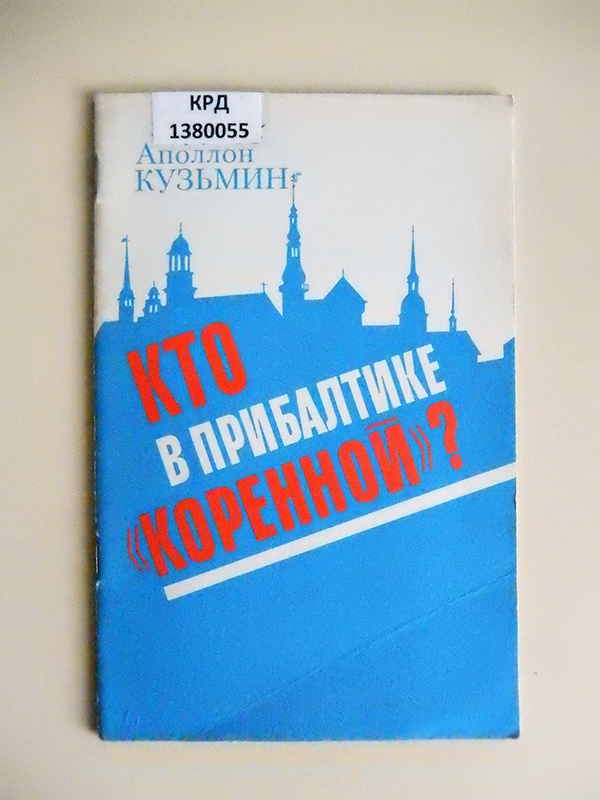 КРД
1380055
Аполлон
КУЗЬМИН
КТО
В ПРИБАЛТИКЕ
«КОРЕННОЙ»?